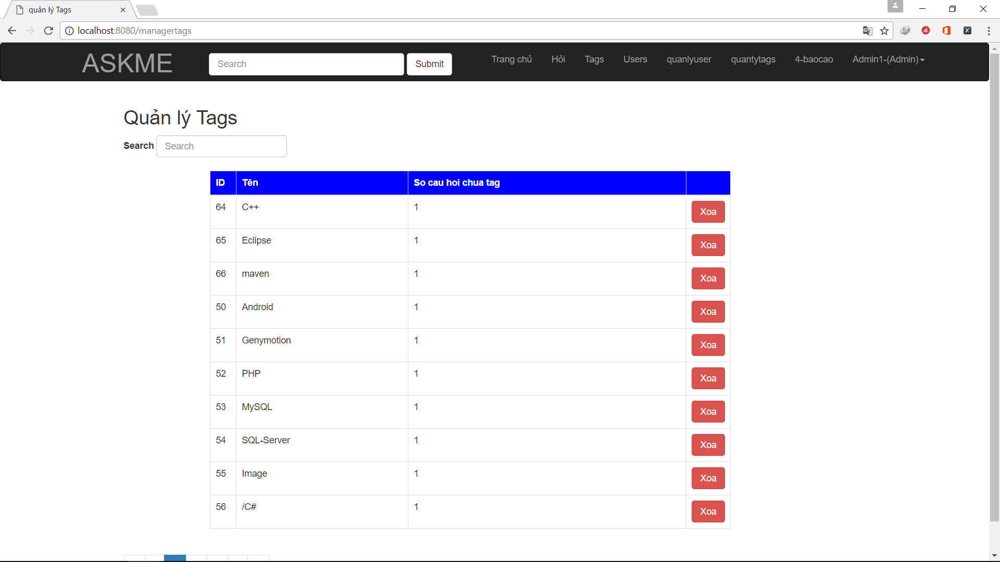 quản lý Tags
localhost:8080/managertags
ASKME Search Submit Trang chủ Hỏi Tags Users quanlyuser quantytags 4-baocao Admin1-(Admin)
Quản lý Tags
Search Search
ID Tên So cau hoi chua tag
64 C++ 1 Xoa
65 Eclipse 1 Xoa
66 maven 1 Xoa
50 Android 1 Xoa
51 Genymotion 1 Xoa
52 PHP 1 Xoa
53 MySQL 1 Xoa
54 SQL-Server 1 Xoa
55 Image 1 Xoa
56 /C# 1 Xoa